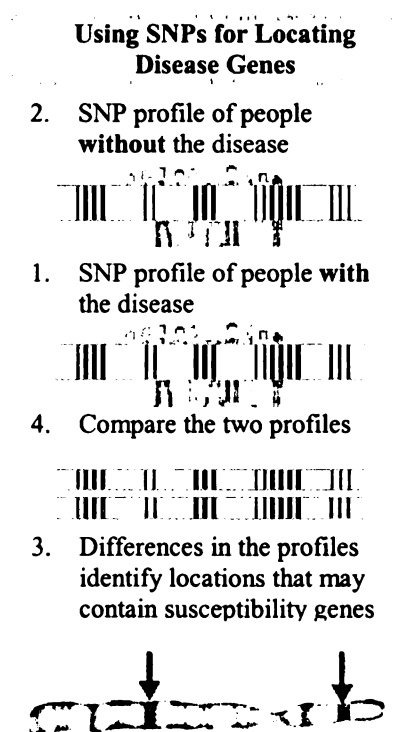 Using SNPs for Locating
Disease Genes
2. SNP profile of people
without the disease
1. SNP profile of people with
the disease
4. Compare the two profiles
3. Differences in the profiles
identify locations that may
contain susceptibility genes